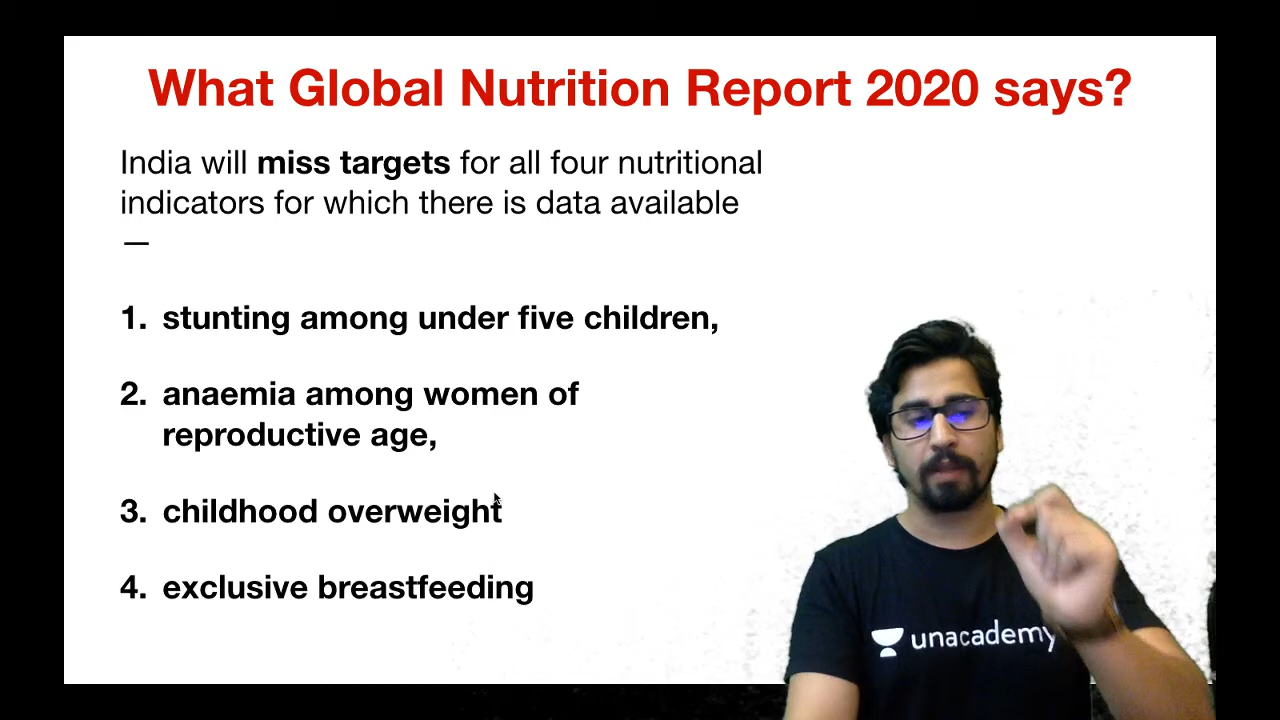 What Global Nutrition Report 2020 says?
India will miss targets for all four nutritional
indicators for which there is data available
—
1. stunting among under five children,
2. anaemia among women of
reproductive age,
3. childhood overweight
4. exclusive breastfeeding
unacademy